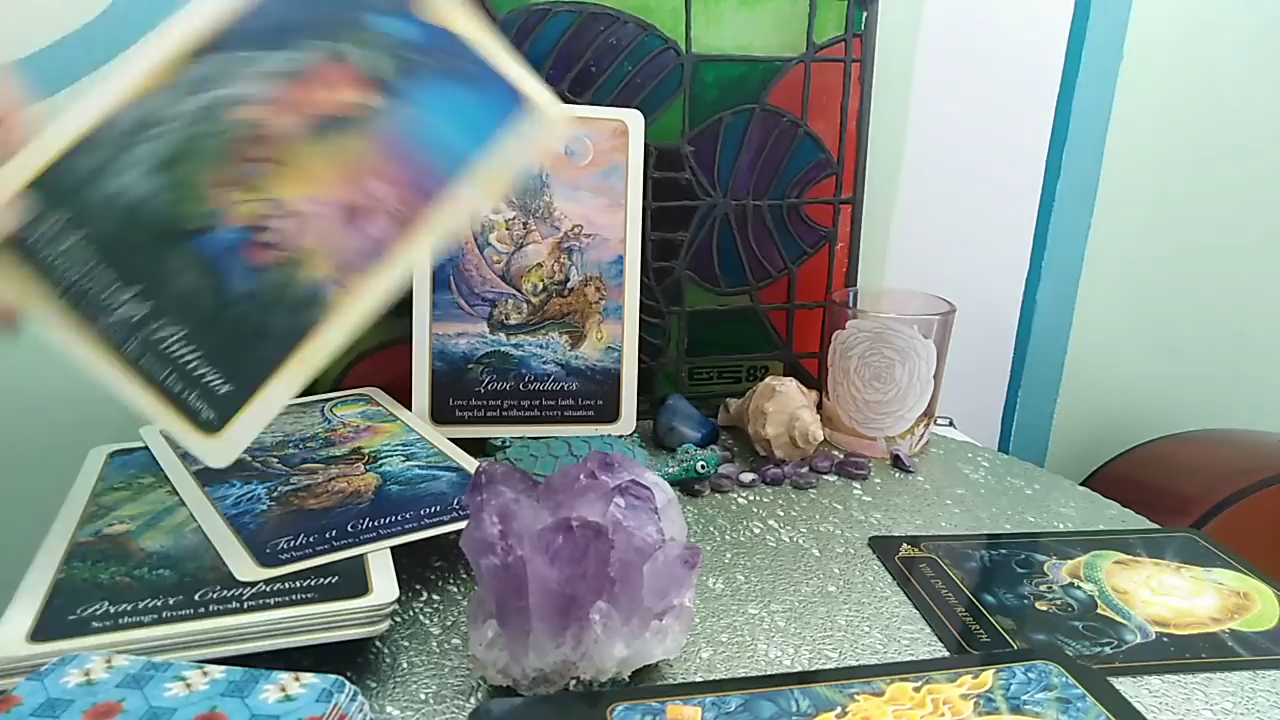 Love Endures
Love does not give up or lose faith. Love is
hopeful and withstands every situation.
82
Take a Chance on L
When we love, our lives are changed
Practice Compassion
See things from a fresh perspective.
DEATH/REBIRTH